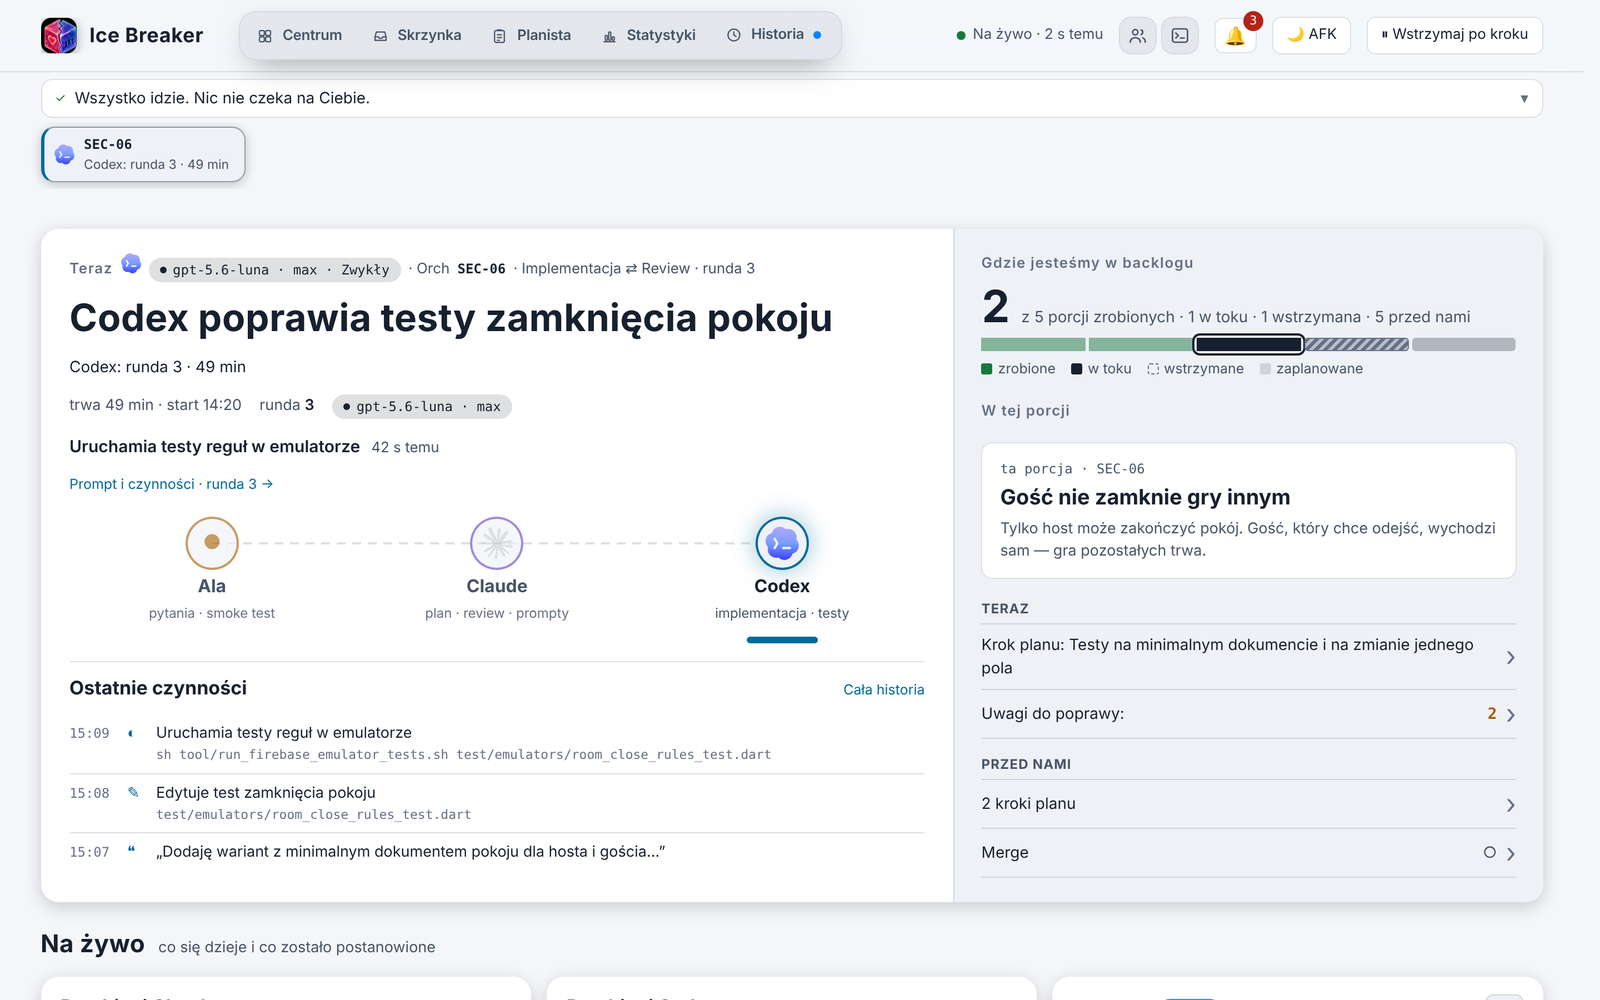 Ice Breaker
Centrum
Skrzynka
Planista
Statystyki
Historia
Na żywo · 2 s temu
3
AFK
Wstrzymaj po kroku
Wszystko idzie. Nic nie czeka na Ciebie.
SEC-06
Codex: runda 3 · 49 min
Teraz gpt-5.6-luna · max · Zwykły · Orch SEC-06 · Implementacja ⇄ Review · runda 3
Codex poprawia testy zamknięcia pokoju
Codex: runda 3 · 49 min
trwa 49 min · start 14:20 runda 3 gpt-5.6-luna · max
Uruchamia testy reguł w emulatorze 42 s temu
Prompt i czynności · runda 3 →
Ala
pytania · smoke test
Claude
plan · review · prompty
Codex
implementacja · testy
Ostatnie czynności
Cała historia
15:09 Uruchamia testy reguł w emulatorze
sh tool/run_firebase_emulator_tests.sh test/emulators/room_close_rules_test.dart
15:08 Edytuje test zamknięcia pokoju
test/emulators/room_close_rules_test.dart
15:07 ❝ „Dodaję wariant z minimalnym dokumentem pokoju dla hosta i gościa…”
Gdzie jesteśmy w backlogu
2 z 5 porcji zrobionych · 1 w toku · 1 wstrzymana · 5 przed nami
zrobione w toku wstrzymane zaplanowane
W tej porcji
ta porcja · SEC-06
Gość nie zamknie gry innym
Tylko host może zakończyć pokój. Gość, który chce odejść, wychodzi
sam — gra pozostałych trwa.
TERAZ
Krok planu: Testy na minimalnym dokumencie i na zmianie jednego
pola
Uwagi do poprawy: 2
PRZED NAMI
2 kroki planu
Merge
Na żywo co się dzieje i co zostało postanowione